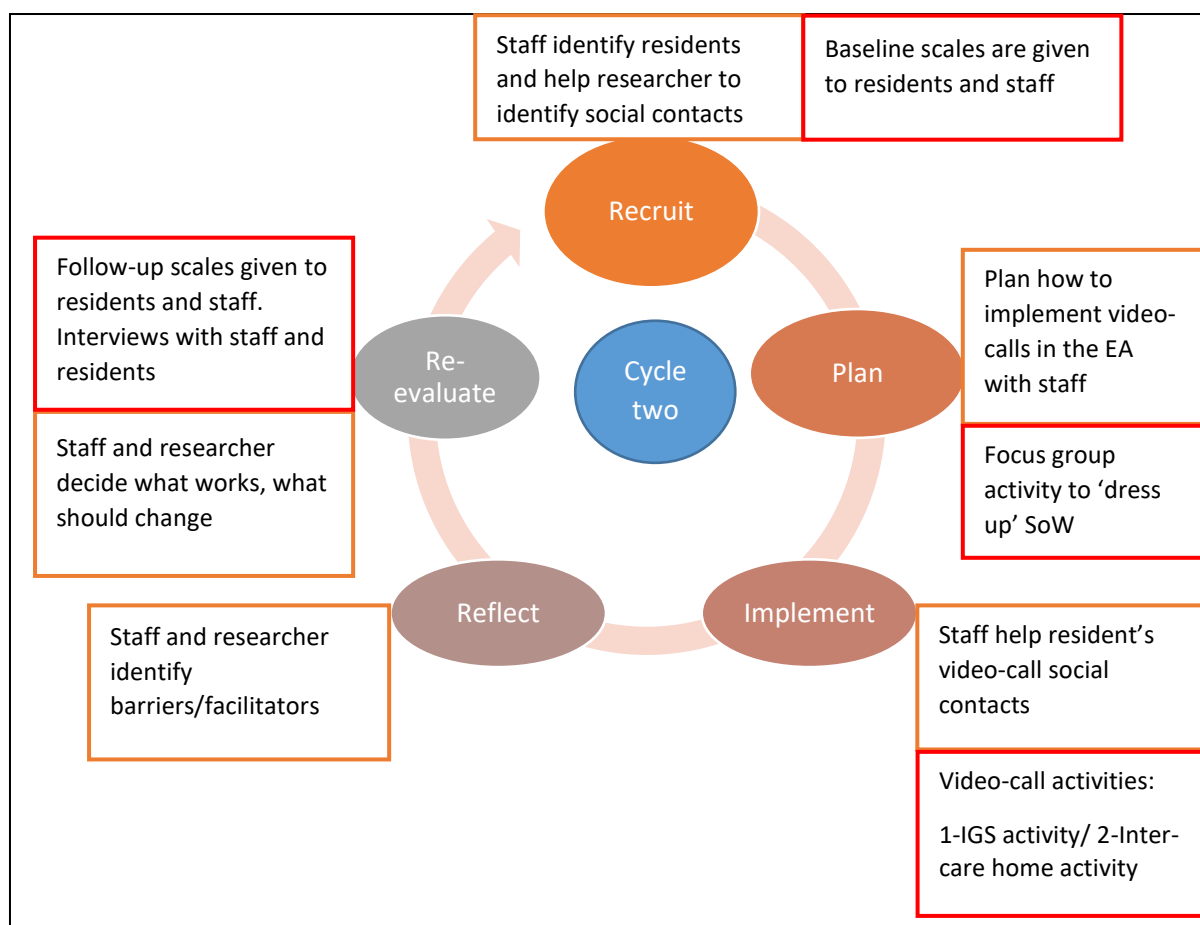 Staff identify residents
and help researcher to
identify social contacts
Baseline scales are given
to residents and staff
Recruit
Follow-up scales given to
residents and staff.
Interviews with staff and
residents
Plan how to
implement video-
calls in the EA
with staff
Re-
evaluate
Cycle
two
Plan
Staff and researcher
decide what works, what
should change
Focus group
activity to ‘dress
up’ SoW
Reflect
Implement
Staff and researcher
identify
barriers/facilitators
Staff help resident’s
video-call social
contacts
Video-call activities:
1-IGS activity/ 2-Inter-
care home activity